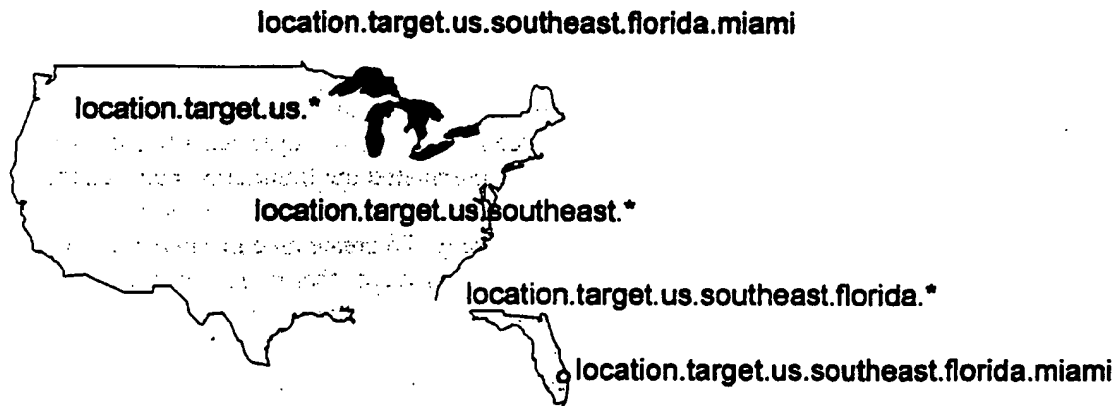 location.target.us.southeast.florida.miami
location.target.us.*
location.target.us.southeast.*
location.target.us.southeast.florida.*
location.target.us.southeast.florida.miami